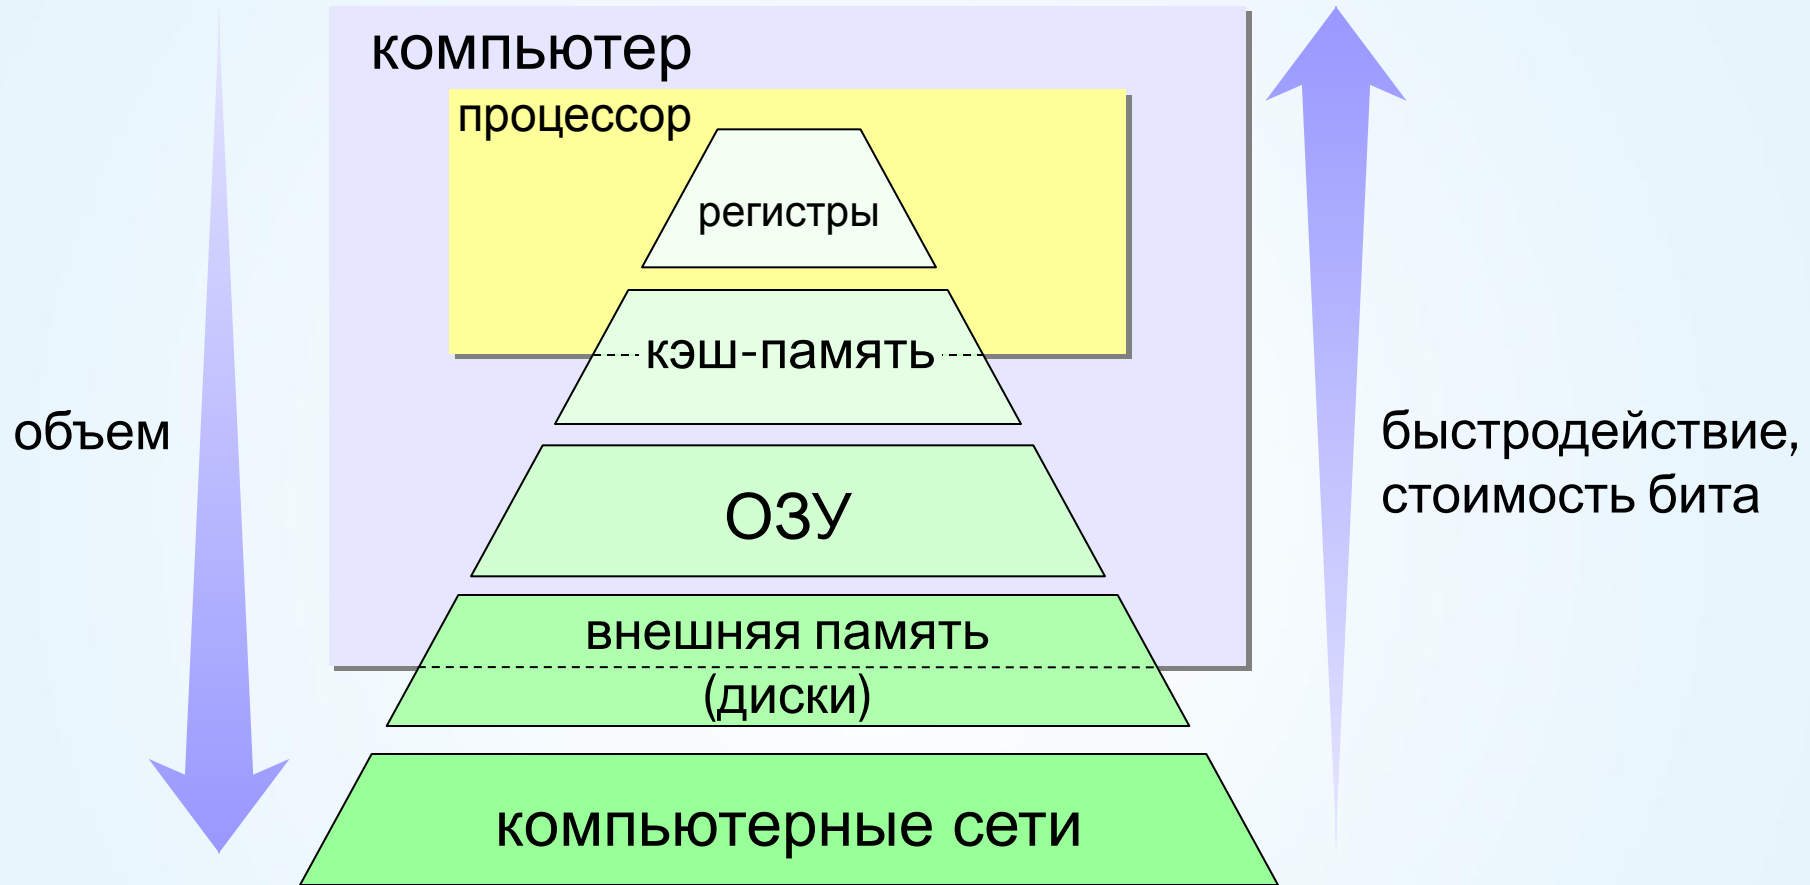 компьютер
процессор
регистры
кэш-память
объем
быстродействие,
стоимость бита
ОЗУ
внешняя память
(диски)
компьютерные сети